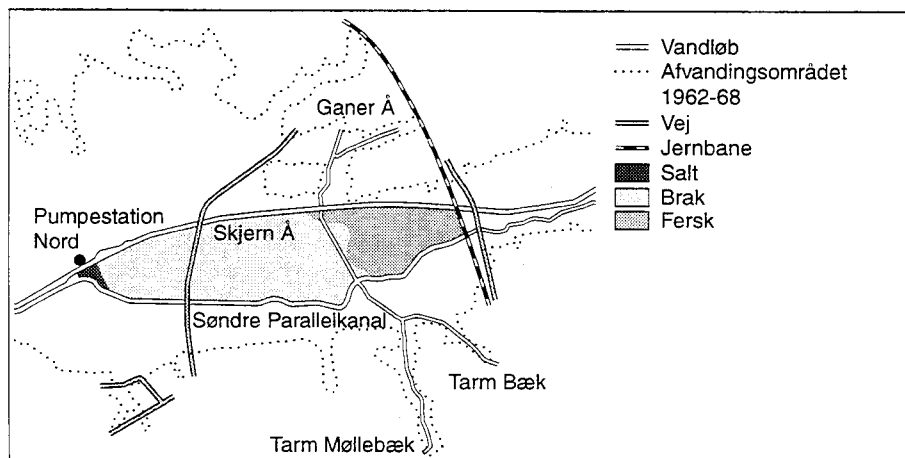 Ganer Å
Pumpestation
Nord
Skjern Å
Søndre Parallelkanal
Tarm Bæk
Tarm Møllebæk
Vandløb
Afvandingsområdet
1962-68
Vej
Jernbane
Salt
Brak
Fersk